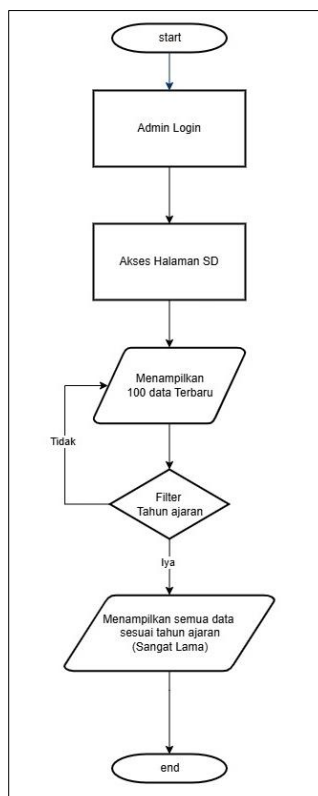 start
Admin Login
Akses Halaman SD
Menampilkan
100 data Terbaru
Tidak
Filter
Tahun ajaran
Iya
Menampilkan semua data
sesuai tahun ajaran
(Sangat Lama)
end